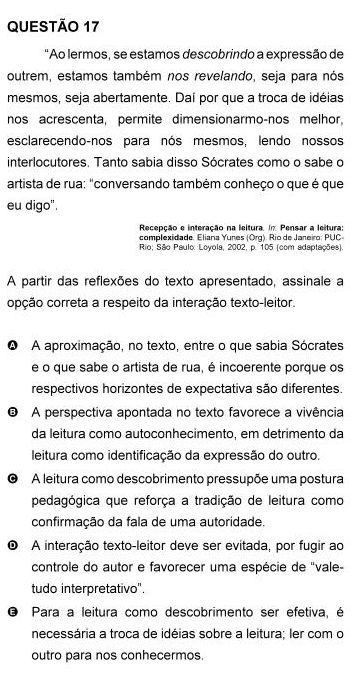 QUESTÃO 17
“Ao lermos, se estamos descobrindo a expressão de
outrem, estamos também nos revelando, seja para nós
mesmos, seja abertamente. Daí por que a troca de idéias
nos acrescenta, permite dimensionarmo-nos melhor,
esclarecendo-nos para nós mesmos, lendo nossos
interlocutores. Tanto sabia disso Sócrates como o sabe o
artista de rua: “conversando também conheço o que é que
eu digo”.
Recepção e interação na leitura. In: Pensar a leitura:
complexidade. Eliana Yunes (Org). Rio de Janeiro: PUC-
Rio; São Paulo: Loyola, 2002, p. 105 (com adaptações).
A partir das reflexões do texto apresentado, assinale a
opção correta a respeito da interação texto-leitor.
A A aproximação, no texto, entre o que sabia Sócrates
e o que sabe o artista de rua, é incoerente porque os
respectivos horizontes de expectativa são diferentes.
B A perspectiva apontada no texto favorece a vivência
da leitura como autoconhecimento, em detrimento da
leitura como identificação da expressão do outro.
C A leitura como descobrimento pressupõe uma postura
pedagógica que reforça a tradição de leitura como
confirmação da fala de uma autoridade.
D A interação texto-leitor deve ser evitada, por fugir ao
controle do autor e favorecer uma espécie de “vale-
tudo interpretativo”.
E Para a leitura como descobrimento ser efetiva, é
necessária a troca de idéias sobre a leitura; ler com o
outro para nos conhecermos.